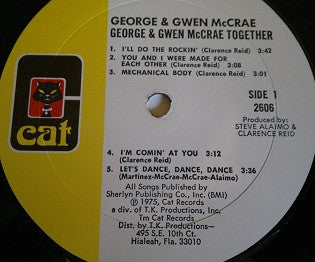 GEORGE & GWEN McCRAE
GEORGE & GWEN McCRAE TOGETHER
1. I'LL DO THE ROCKIN' (Clarence Reid) 3:42
2. YOU AND I WERE MADE FOR
EACH OTHER (Clarence Reid) 3:08
3. MECHANICAL BODY (Clarence Reid) 3:01
SIDE 1
2606
Produced by:
STEVE ALAIMO &
CLARENCE REID
cat
4. I'M COMIN' AT YOU 3:12
(Clarence Reid)
5. LET'S DANCE, DANCE, DANCE 3:36
(Martinez-McCrae-McCrae-Alaimo)
All Songs Published by
Sherlyn Publishing Co., Inc., (BMI)
℗ 1975, Cat Records
a div. of T.K. Productions, Inc.
Tm Cat Records
Dist. by T.K. Productions—
495 S.E. 10th Ct.
Hialeah, Fla. 33010